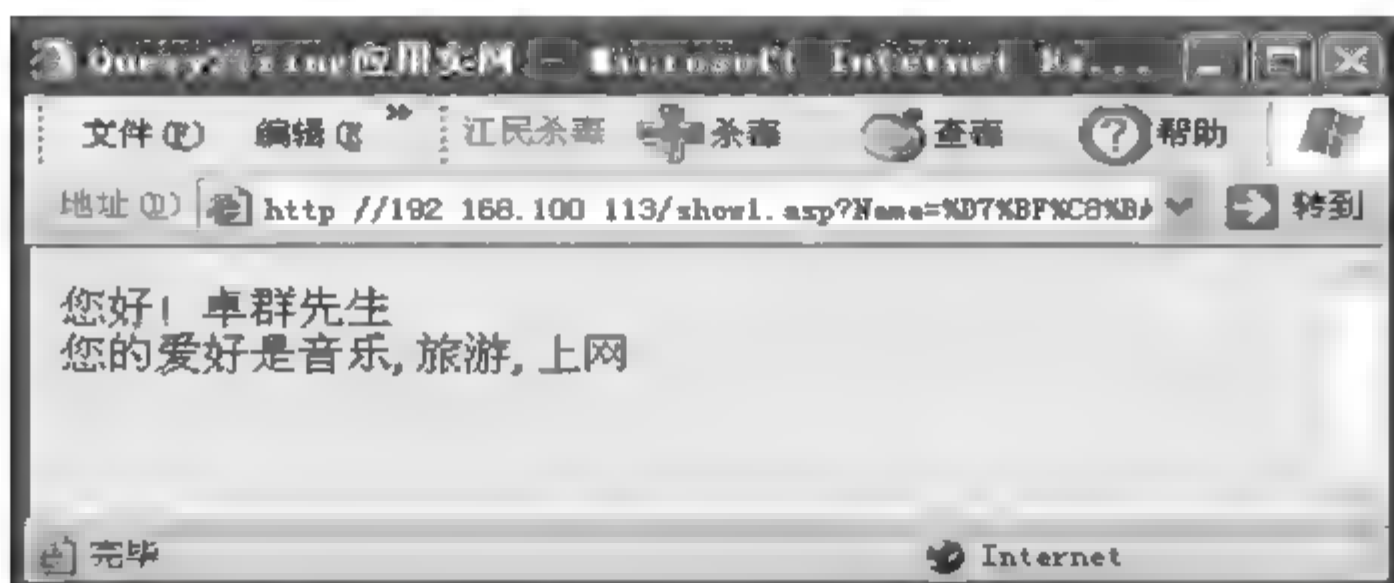 应用实例 - Microsoft Internet
文件(F) 编辑(E » 江民杀毒 杀毒 查毒 帮助
地址(D) http //192 168.100 113/show1.asp?Name=%D7%BF%C8%B 转到
您好! 卓群先生
您的爱好是音乐,旅游,上网
完毕 Internet